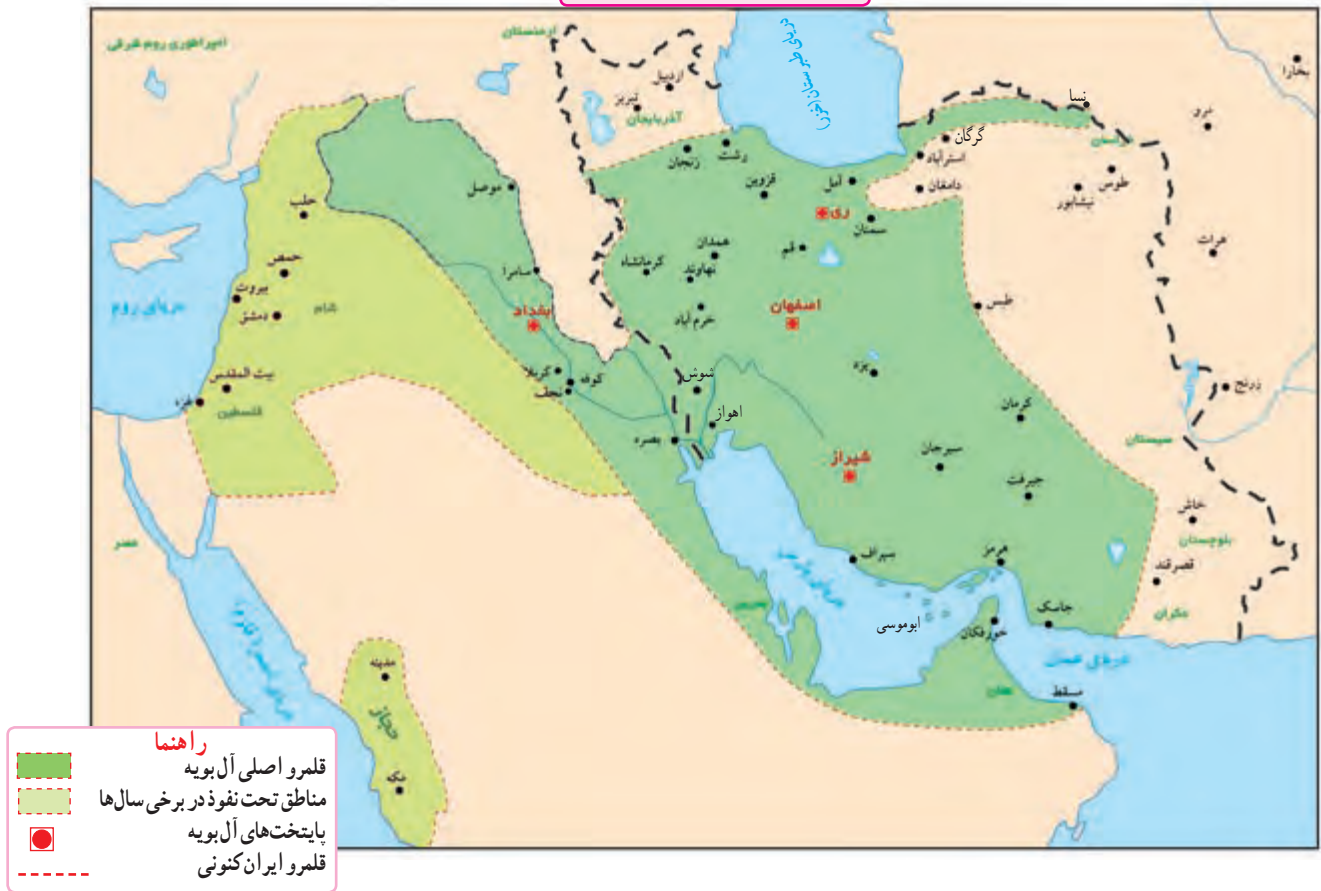 امپراطوری روم شرقی
ارمنستان
دریای طبرستان (خزر)
بخارا
اردبیل
تبریز
آذربایجان
نسا
مرو
گرگان
خراسان
استرآباد
رشت
زنجان
طوس
نیشابور
دامغان
آمل
قزوین
موصل
ری
سمنان
حلب
هرات
قم
همدان
نهاوند
کرمانشاه
سامرا
حمص
بیروت
دمشق
شام
دریای روم
بغداد
خرم آباد
اصفهان
طبس
یزد
شوش
کربلا
کوفه
نجف
بیت المقدس
غزه
فلسطین
زرنج
کرمان
اهواز
بصره
سیستان
شیراز
سیرجان
جیرفت
خاش
بلوچستان
مصر
سیراف
هرمز
قصرقند
دریای پارس
بحرین
مکران
جاسک
ابوموسی
خورفکان
دریای عمان
مدینه
عمان
مسقط
حجاز
مکه
راهنما
قلمرو اصلی آل‌بویه
مناطق تحت نفوذ در برخی سال‌ها
پایتخت‌های آل‌بویه
قلمرو ایران کنونی